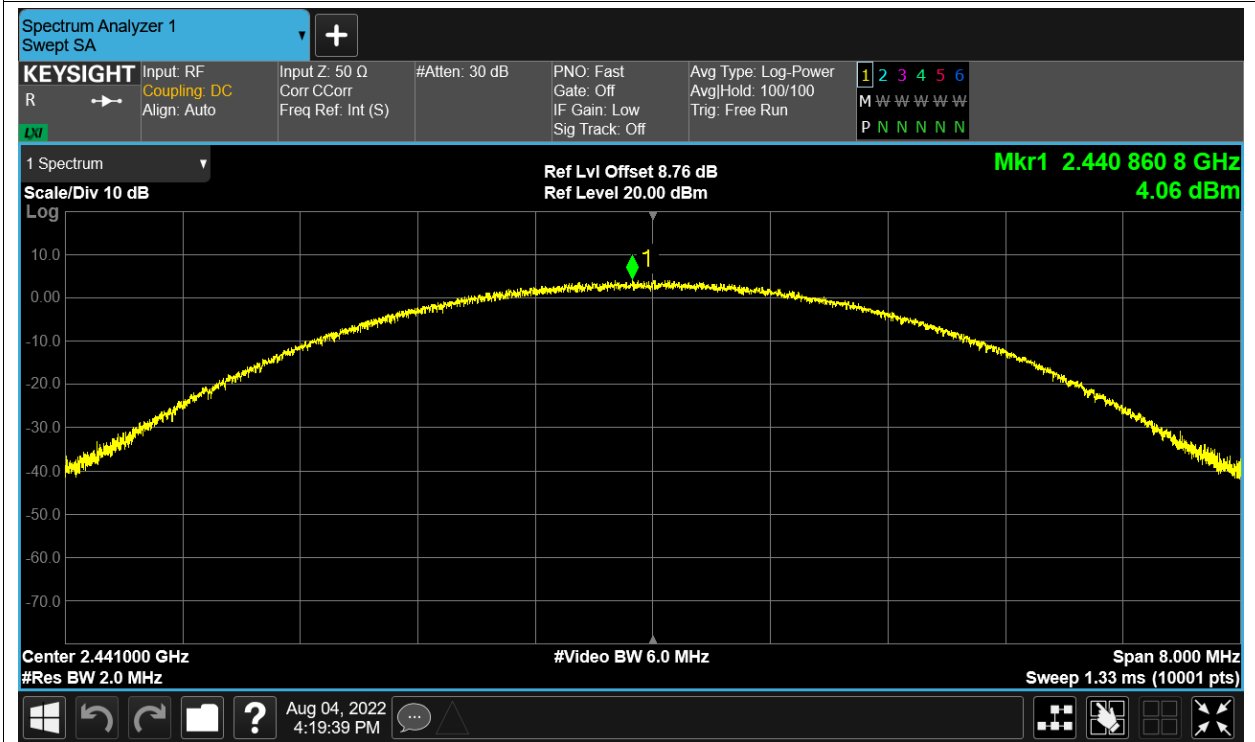 Spectrum Analyzer 1
Swept SA
+
KEYSIGHT
R
LXI
Input: RF
Coupling: DC
Align: Auto
Input Z: 50 Ω
Corr CCorr
Freq Ref: Int (S)
#Atten: 30 dB
PNO: Fast
Gate: Off
IF Gain: Low
Sig Track: Off
Avg Type: Log-Power
Avg|Hold: 100/100
Trig: Free Run
1 2 3 4 5 6
M W W W W W
P N N N N N
1 Spectrum
Scale/Div 10 dB
Log
Ref Lvl Offset 8.76 dB
Ref Level 20.00 dBm
Mkr1 2.440 860 8 GHz
4.06 dBm
1
10.0
0.00
-10.0
-20.0
-30.0
-40.0
-50.0
-60.0
-70.0
Center 2.441000 GHz
#Res BW 2.0 MHz
#Video BW 6.0 MHz
Span 8.000 MHz
Sweep 1.33 ms (10001 pts)
?
Aug 04, 2022
4:19:39 PM